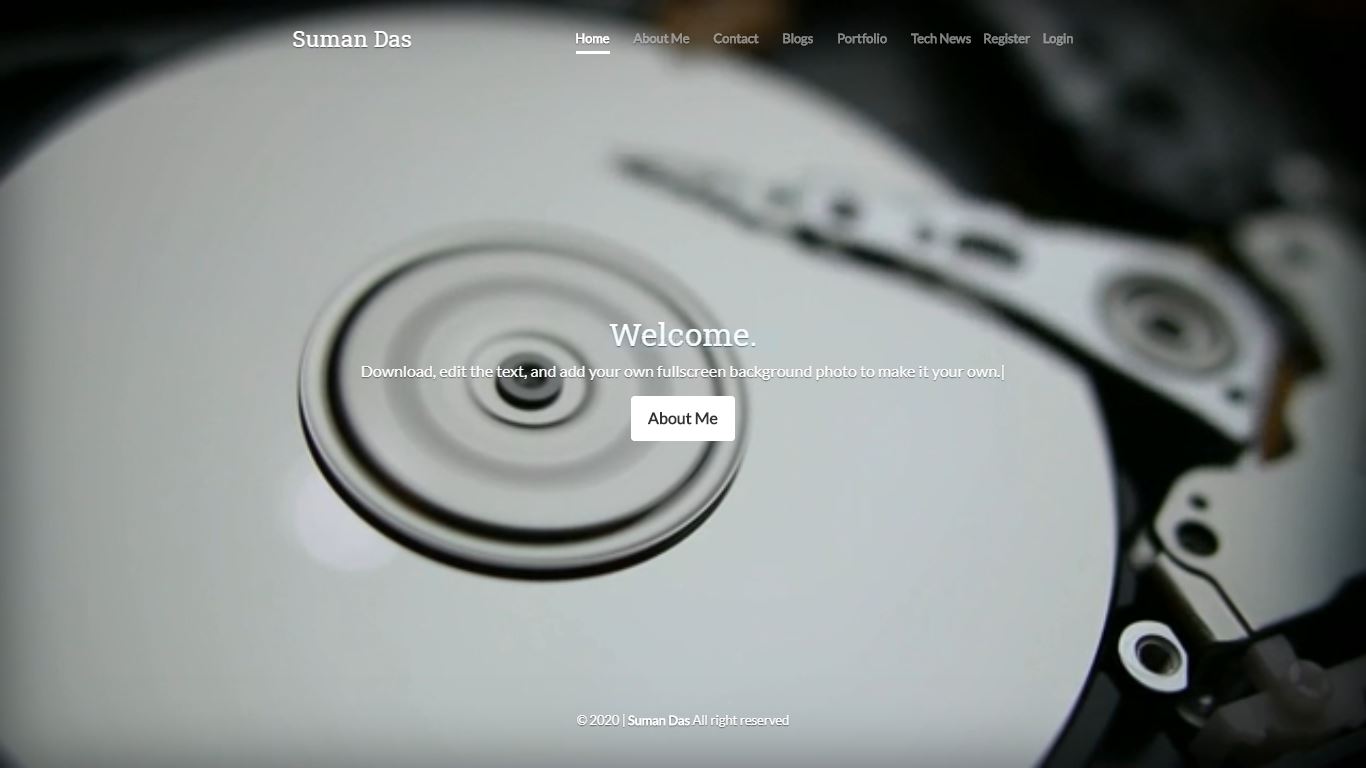 Suman Das
Home About Me Contact Blogs Portfolio Tech News Register Login
Welcome.
Download, edit the text, and add your own fullscreen background photo to make it your own.|
About Me
© 2020 | Suman Das All right reserved